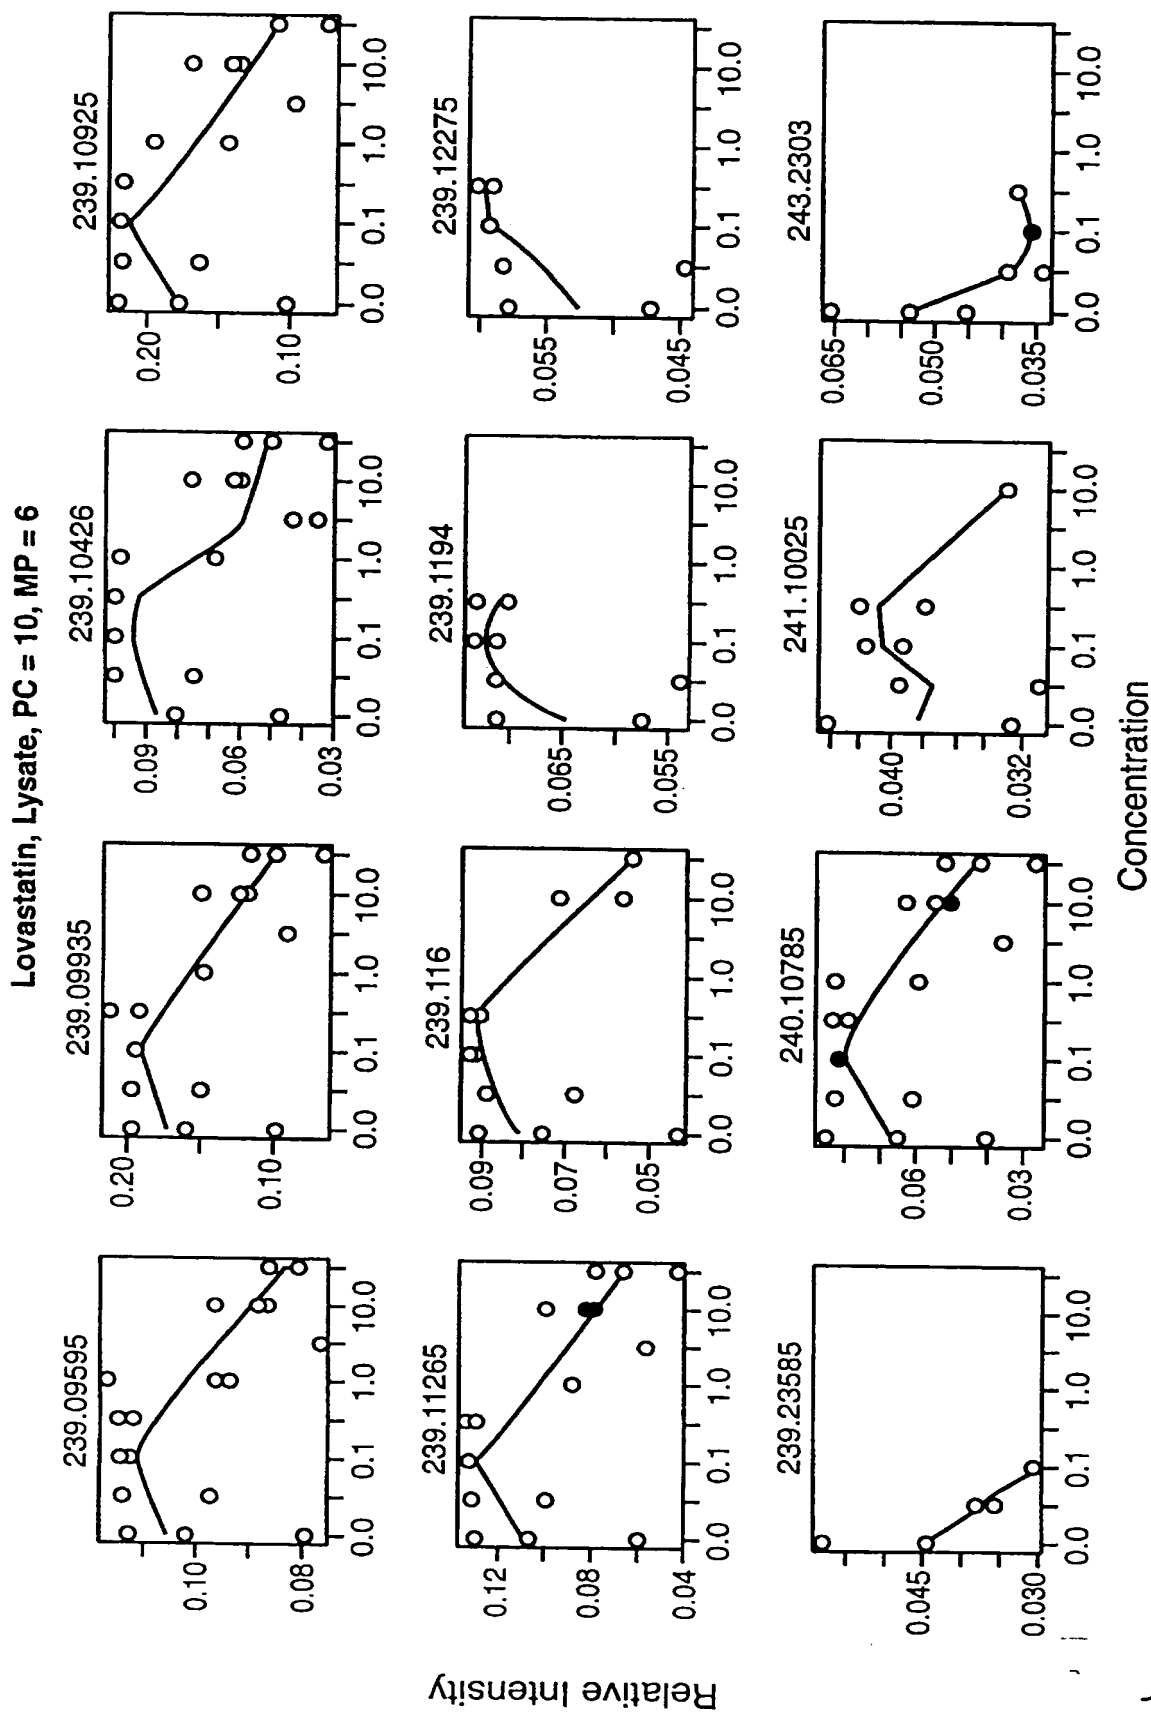 Lovastatin, Lysate, PC = 10, MP = 6
239.09595
0.10
0.08
0.0 0.1 1.0 10.0
239.09935
0.20
0.10
0.0 0.1 1.0 10.0
239.10426
0.09
0.06
0.03
0.0 0.1 1.0 10.0
239.10925
0.20
0.10
0.0 0.1 1.0 10.0
239.11265
0.12
0.08
0.04
0.0 0.1 1.0 10.0
239.116
0.09
0.07
0.05
0.0 0.1 1.0 10.0
239.1194
0.065
0.055
0.0 0.1 1.0 10.0
239.12275
0.055
0.045
0.0 0.1 1.0 10.0
239.23585
0.045
0.030
0.0 0.1 1.0 10.0
240.10785
0.06
0.03
0.0 0.1 1.0 10.0
241.10025
0.040
0.032
0.0 0.1 1.0 10.0
243.2303
0.065
0.050
0.035
0.0 0.1 1.0 10.0
Relative Intensity
Concentration